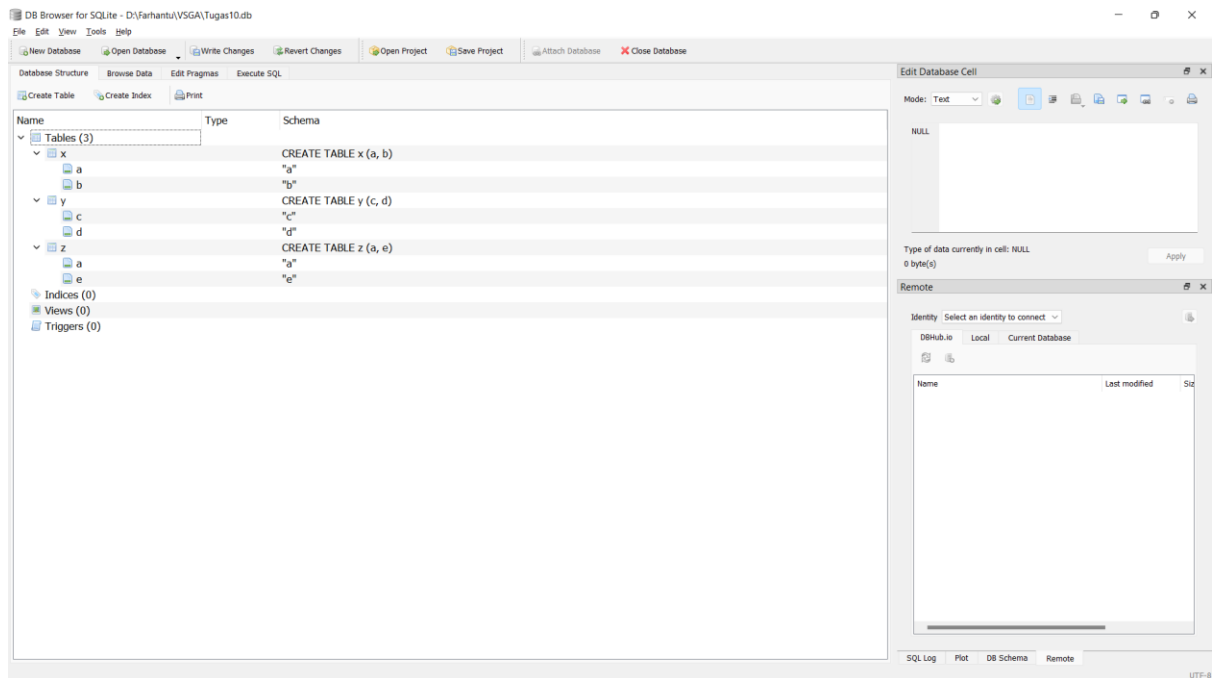 DB Browser for SQLite - D:\Farhantu\VSGA\Tugas10.db
File Edit View Tools Help
New Database Open Database Write Changes Revert Changes Open Project Save Project Attach Database Close Database
Database Structure Browse Data Edit Pragmas Execute SQL
Create Table Create Index Print
Name Type Schema
Tables (3)
x CREATE TABLE x (a, b)
a "a"
b "b"
y CREATE TABLE y (c, d)
c "c"
d "d"
z CREATE TABLE z (a, e)
a "a"
e "e"
Indices (0)
Views (0)
Triggers (0)
Edit Database Cell
Mode: Text
NULL
Type of data currently in cell: NULL
0 byte(s)
Apply
Remote
Identity Select an identity to connect
DBHub.io Local Current Database
Name Last modified Siz
SQL Log Plot DB Schema Remote
UTF-8